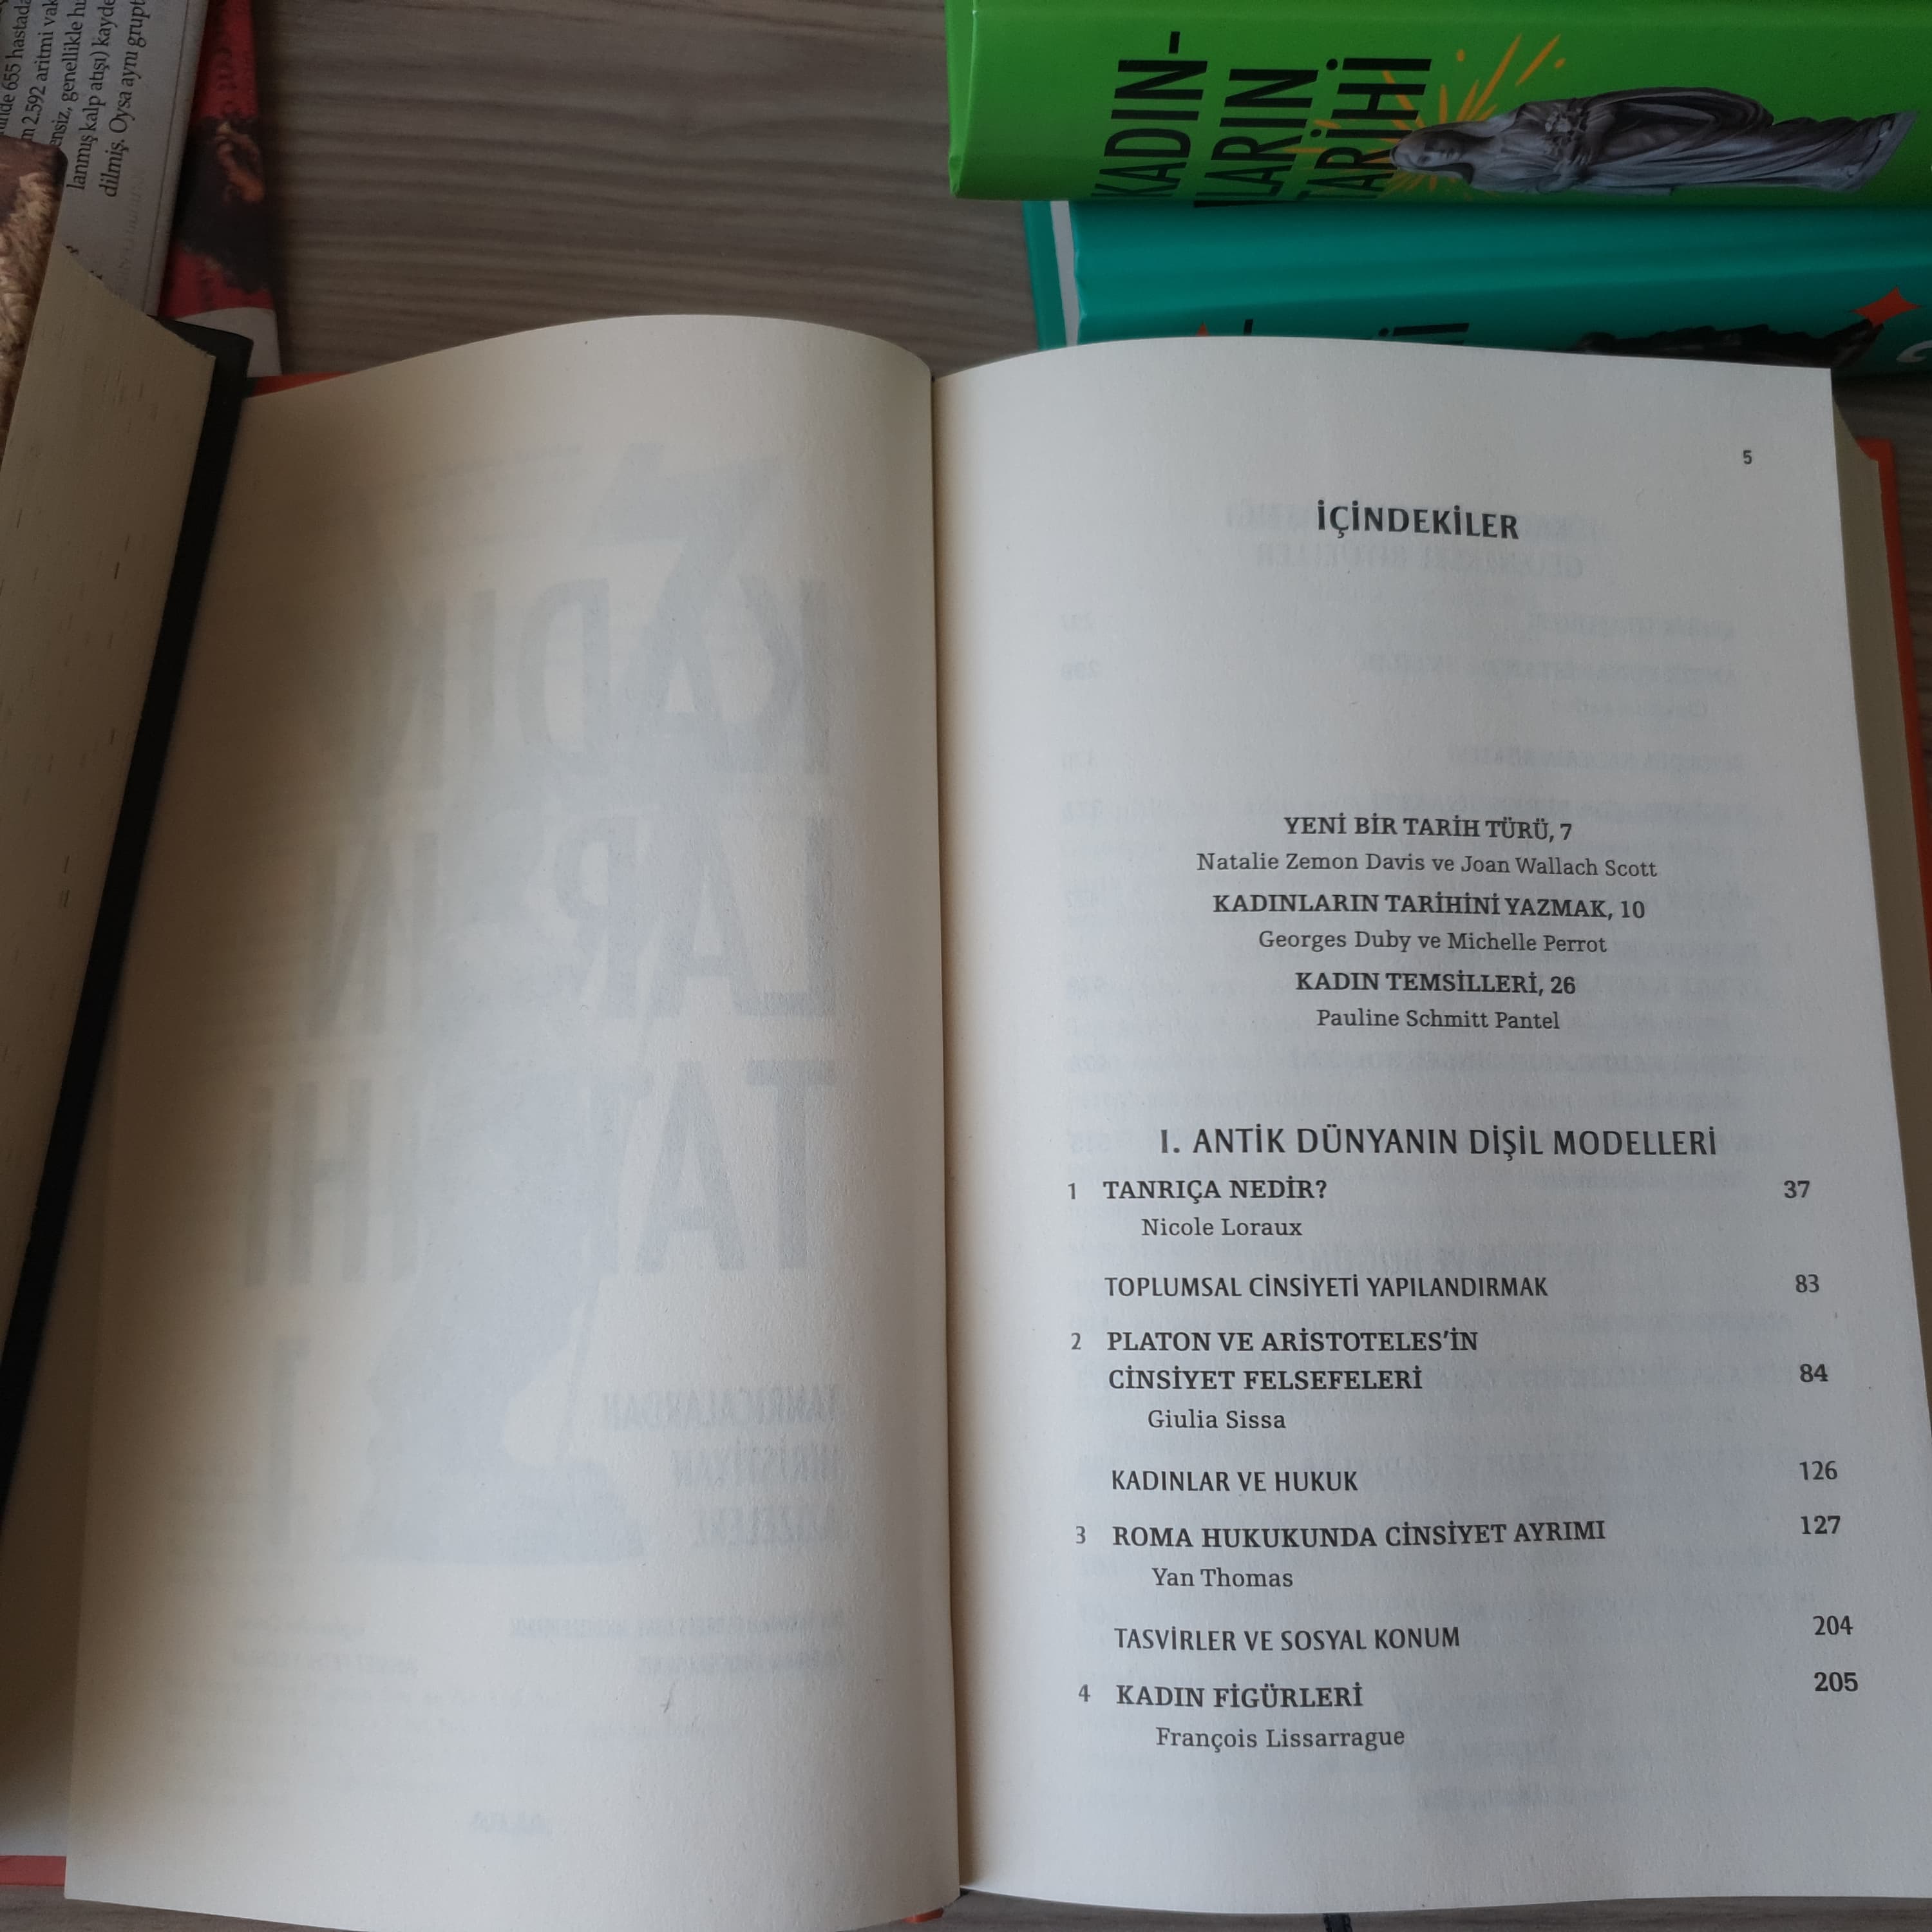 lanmış kalp atışı) kayde
dilmiş. Oysa aynı grupt
KADIN-
LARIN
TARİHİ
5
İÇİNDEKİLER
YENİ BİR TARİH TÜRÜ, 7
Natalie Zemon Davis ve Joan Wallach Scott
KADINLARIN TARİHİNİ YAZMAK, 10
Georges Duby ve Michelle Perrot
KADIN TEMSİLLERİ, 26
Pauline Schmitt Pantel
I. ANTİK DÜNYANIN DİŞİL MODELLERİ
1 TANRIÇA NEDİR? 37
Nicole Loraux
TOPLUMSAL CİNSİYETİ YAPILANDIRMAK 83
2 PLATON VE ARİSTOTELES'İN
CİNSİYET FELSEFELERİ 84
Giulia Sissa
KADINLAR VE HUKUK 126
3 ROMA HUKUKUNDA CİNSİYET AYRIMI 127
Yan Thomas
TASVİRLER VE SOSYAL KONUM 204
4 KADIN FİGÜRLERİ 205
François Lissarrague